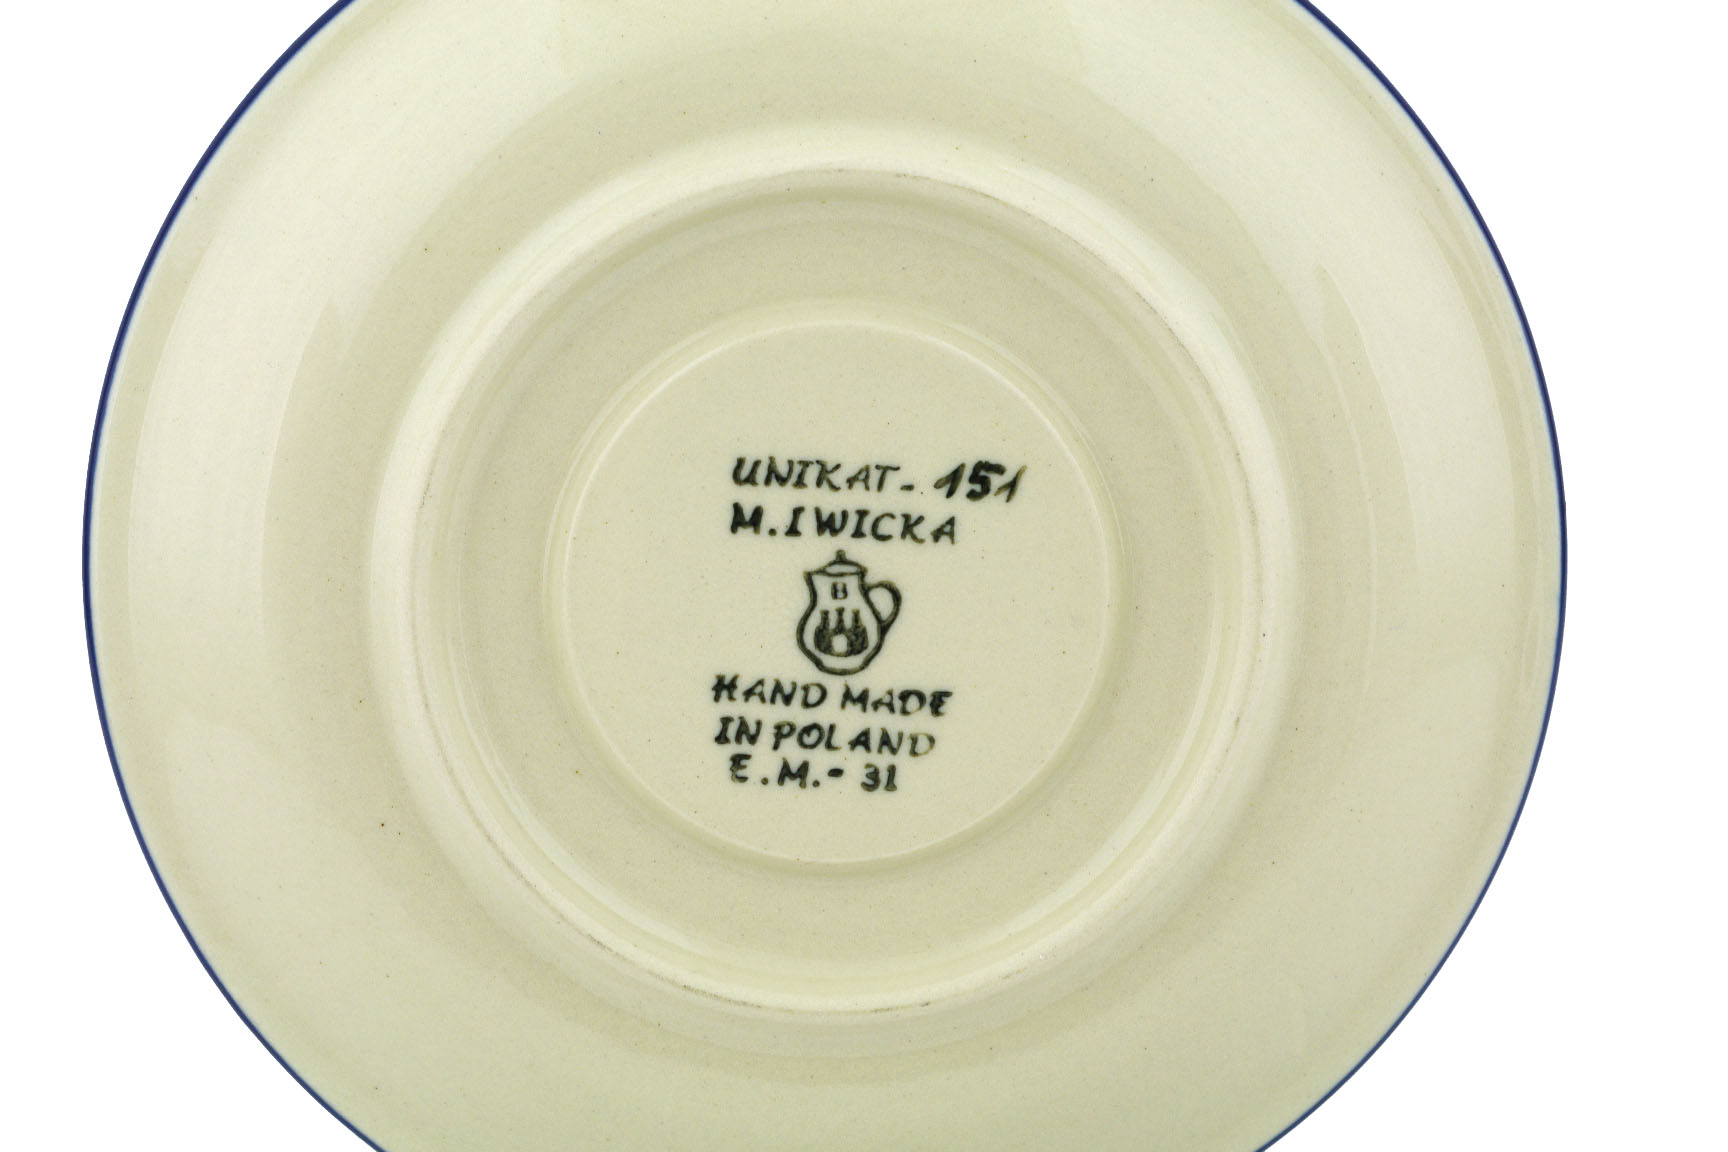 UNIKAT- 151
M. IWICKA
B
HAND MADE
IN POLAND
E.M.- 31